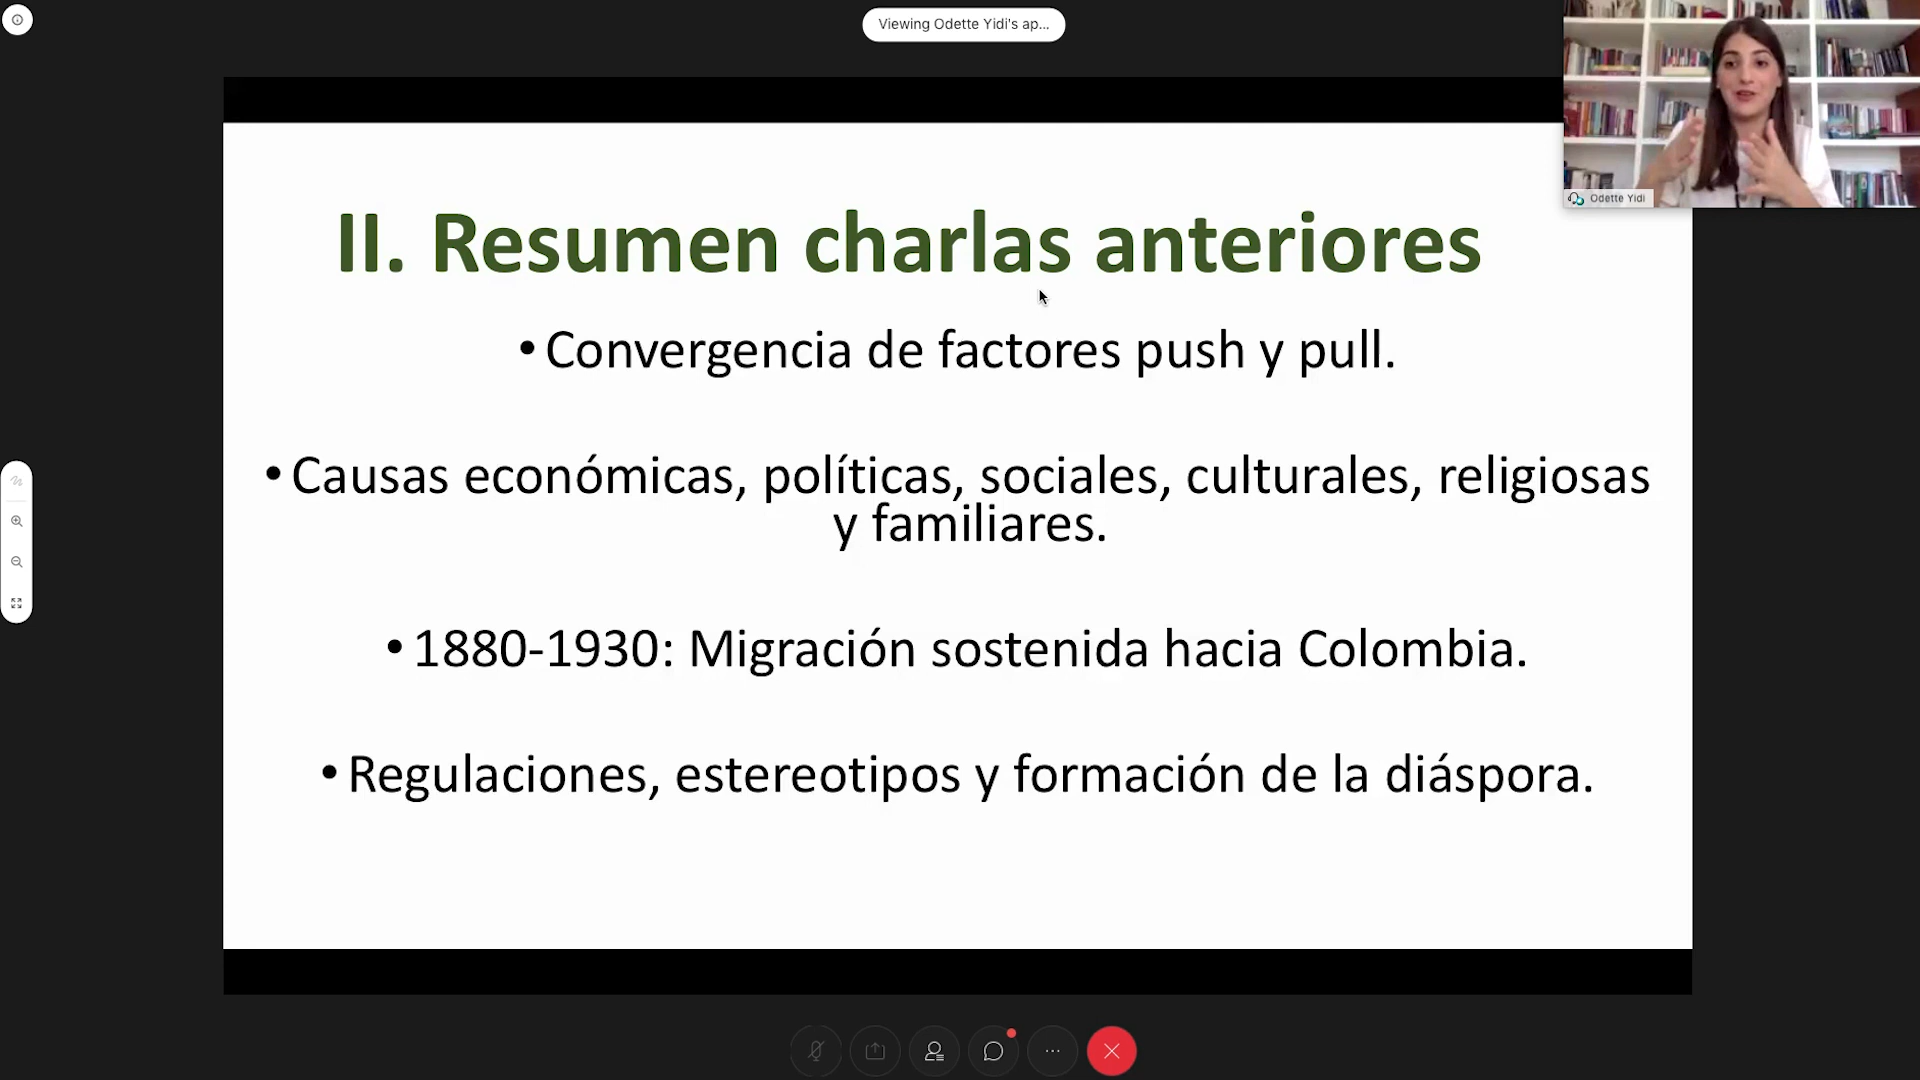 Viewing Odette Yidi's ap...
Odette Yidi
II. Resumen charlas anteriores
• Convergencia de factores push y pull.
• Causas económicas, políticas, sociales, culturales, religiosas
y familiares.
• 1880-1930: Migración sostenida hacia Colombia.
• Regulaciones, estereotipos y formación de la diáspora.